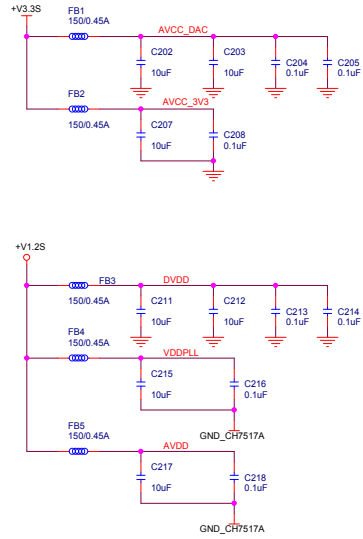 +V3.3S
FB1
150/0.45A
AVCC_DAC
C202
10uF
C203
10uF
C204
0.1uF
C205
0.1uF
FB2
150/0.45A
AVCC_3V3
C207
10uF
C208
0.1uF
+V1.2S
FB3
150/0.45A
DVDD
C211
10uF
C212
10uF
C213
0.1uF
C214
0.1uF
FB4
150/0.45A
VDDPLL
C215
10uF
C216
0.1uF
GND_CH7517A
FB5
150/0.45A
AVDD
C217
10uF
C218
0.1uF
GND_CH7517A